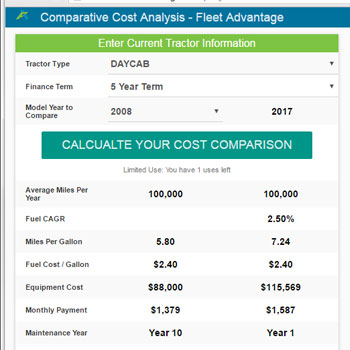 Comparative Cost Analysis - Fleet Advantage
Enter Current Tractor Information
Tractor Type DAYCAB
Finance Term 5 Year Term
Model Year to
Compare 2008 2017
CALCUALTE YOUR COST COMPARISON
Limited Use: You have 1 uses left
Average Miles Per
Year 100,000 100,000
Fuel CAGR 2.50%
Miles Per Gallon 5.80 7.24
Fuel Cost / Gallon $2.40 $2.40
Equipment Cost $88,000 $115,569
Monthly Payment $1,379 $1,587
Maintenance Year Year 10 Year 1